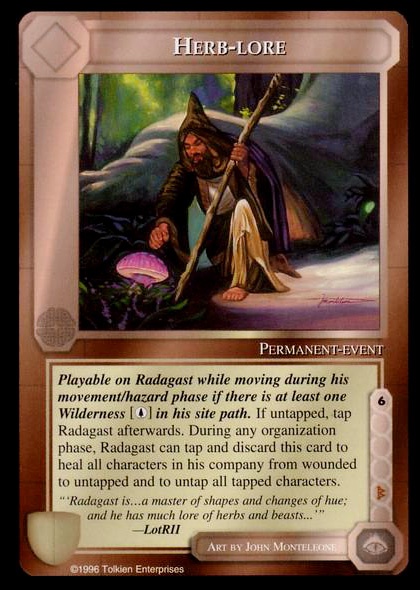 HERB-LORE
PERMANENT-EVENT
Playable on Radagast while moving during his
movement/hazard phase if there is at least one
Wilderness [] in his site path. If untapped, tap
Radagast afterwards. During any organization
phase, Radagast can tap and discard this card to
heal all characters in his company from wounded
to untapped and to untap all tapped characters.
“‘Radagast is...a master of shapes and changes of hue;
and he has much lore of herbs and beasts...’”
—LotRII
6
ART BY JOHN MONTELEONE
©1996 Tolkien Enterprises